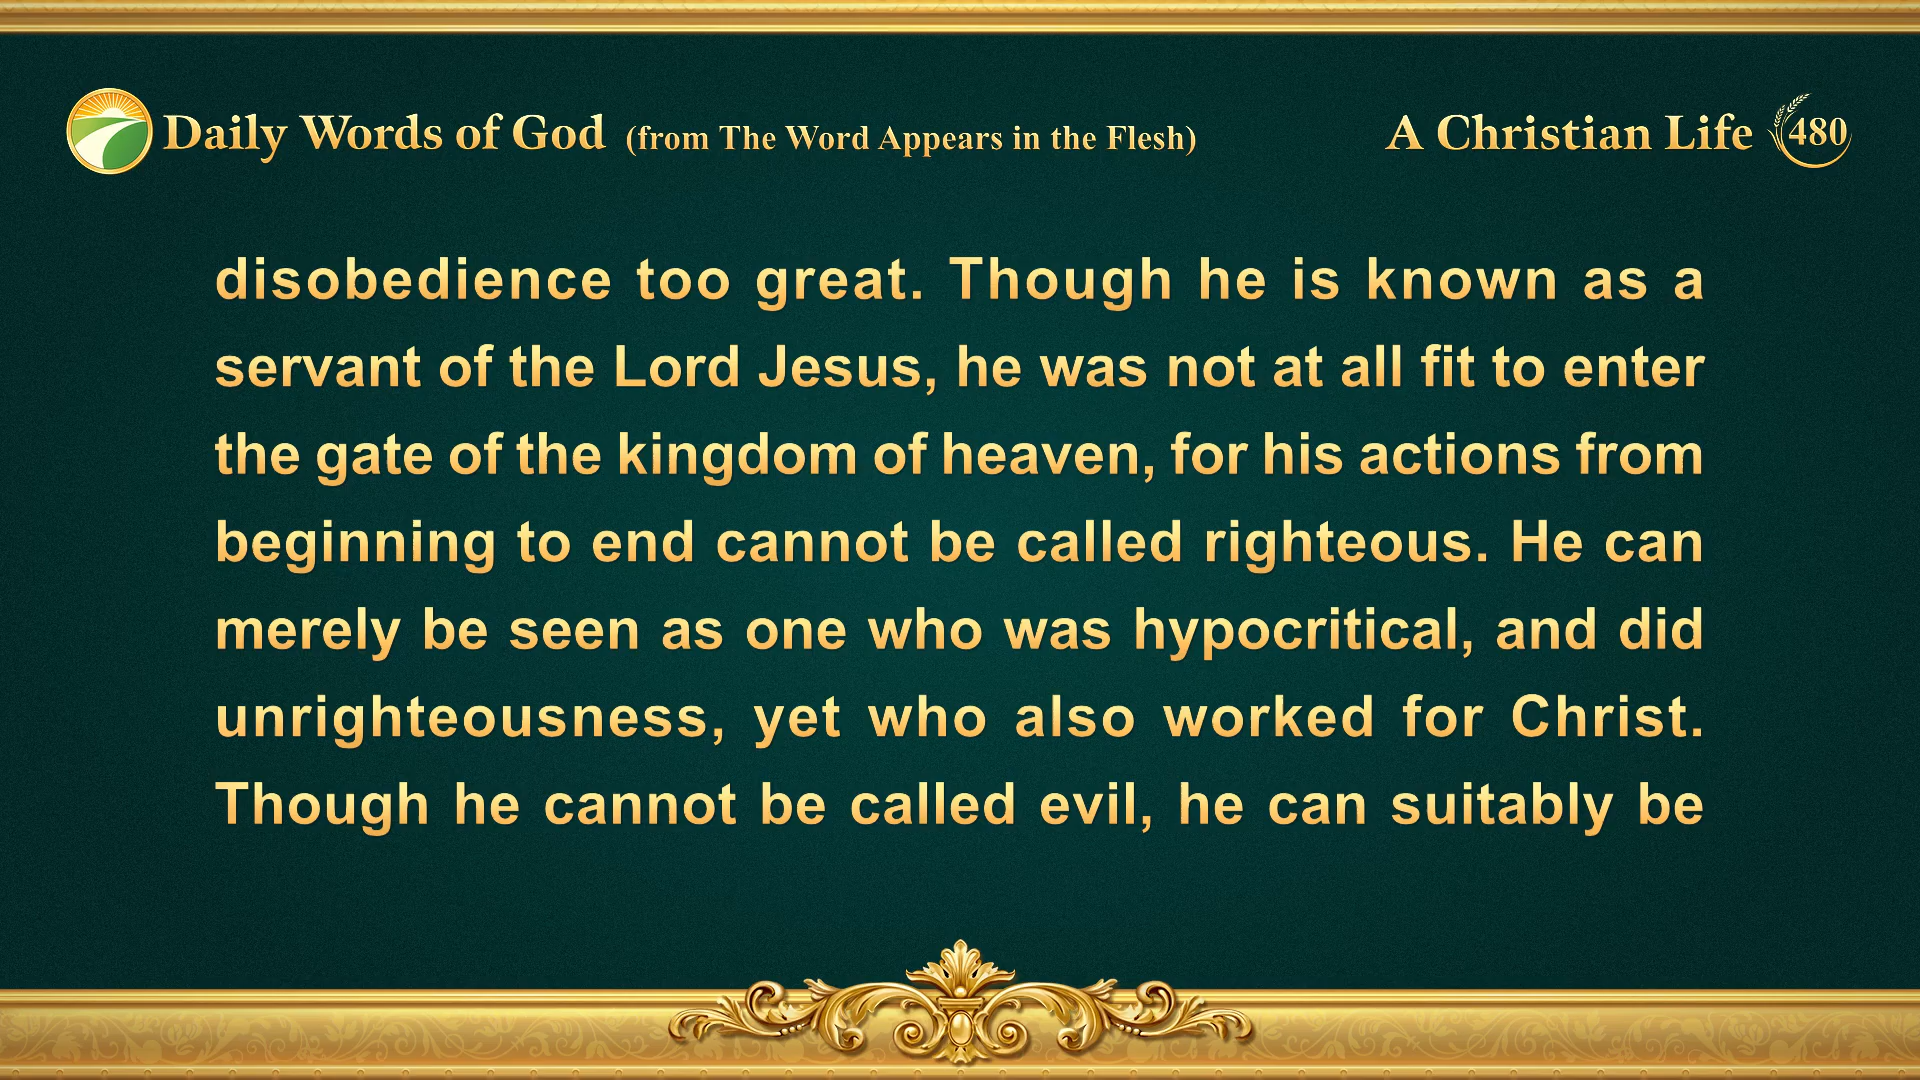 Daily Words of God (from The Word Appears in the Flesh) A Christian Life 480
disobedience too great. Though he is known as a
servant of the Lord Jesus, he was not at all fit to enter
the gate of the kingdom of heaven, for his actions from
beginning to end cannot be called righteous. He can
merely be seen as one who was hypocritical, and did
unrighteousness, yet who also worked for Christ.
Though he cannot be called evil, he can suitably be